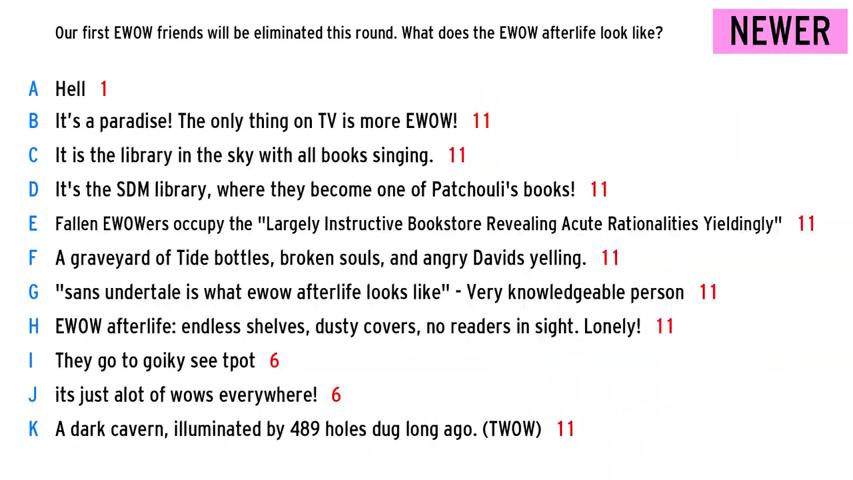 Our first EWOW friends will be eliminated this round. What does the EWOW afterlife look like?
NEWER
A Hell 1
B It's a paradise! The only thing on TV is more EWOW! 11
C It is the library in the sky with all books singing. 11
D It's the SDM library, where they become one of Patchouli's books! 11
E Fallen EWOWers occupy the "Largely Instructive Bookstore Revealing Acute Rationalities Yieldingly" 11
F A graveyard of Tide bottles, broken souls, and angry Davids yelling. 11
G "sans undertale is what ewow afterlife looks like" - Very knowledgeable person 11
H EWOW afterlife: endless shelves, dusty covers, no readers in sight. Lonely! 11
I They go to goiky see tpot 6
J its just alot of wows everywhere! 6
K A dark cavern, illuminated by 489 holes dug long ago. (TWOW) 11